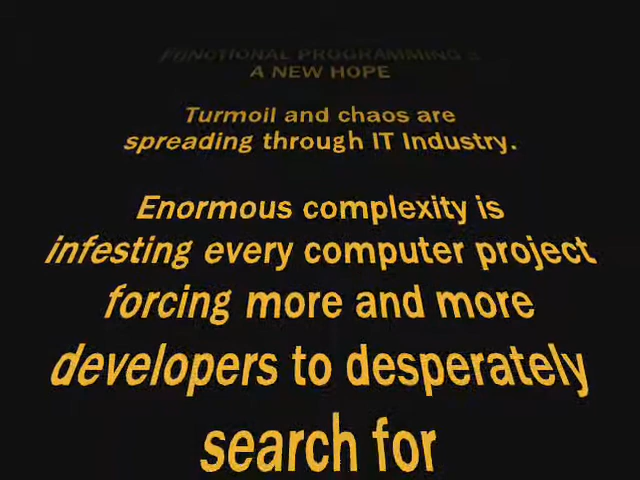 FUNCTIONAL PROGRAMMING
A NEW HOPE
Turmoil and chaos are
spreading through IT Industry.
Enormous complexity is
infesting every computer project
forcing more and more
developers to desperately
search for